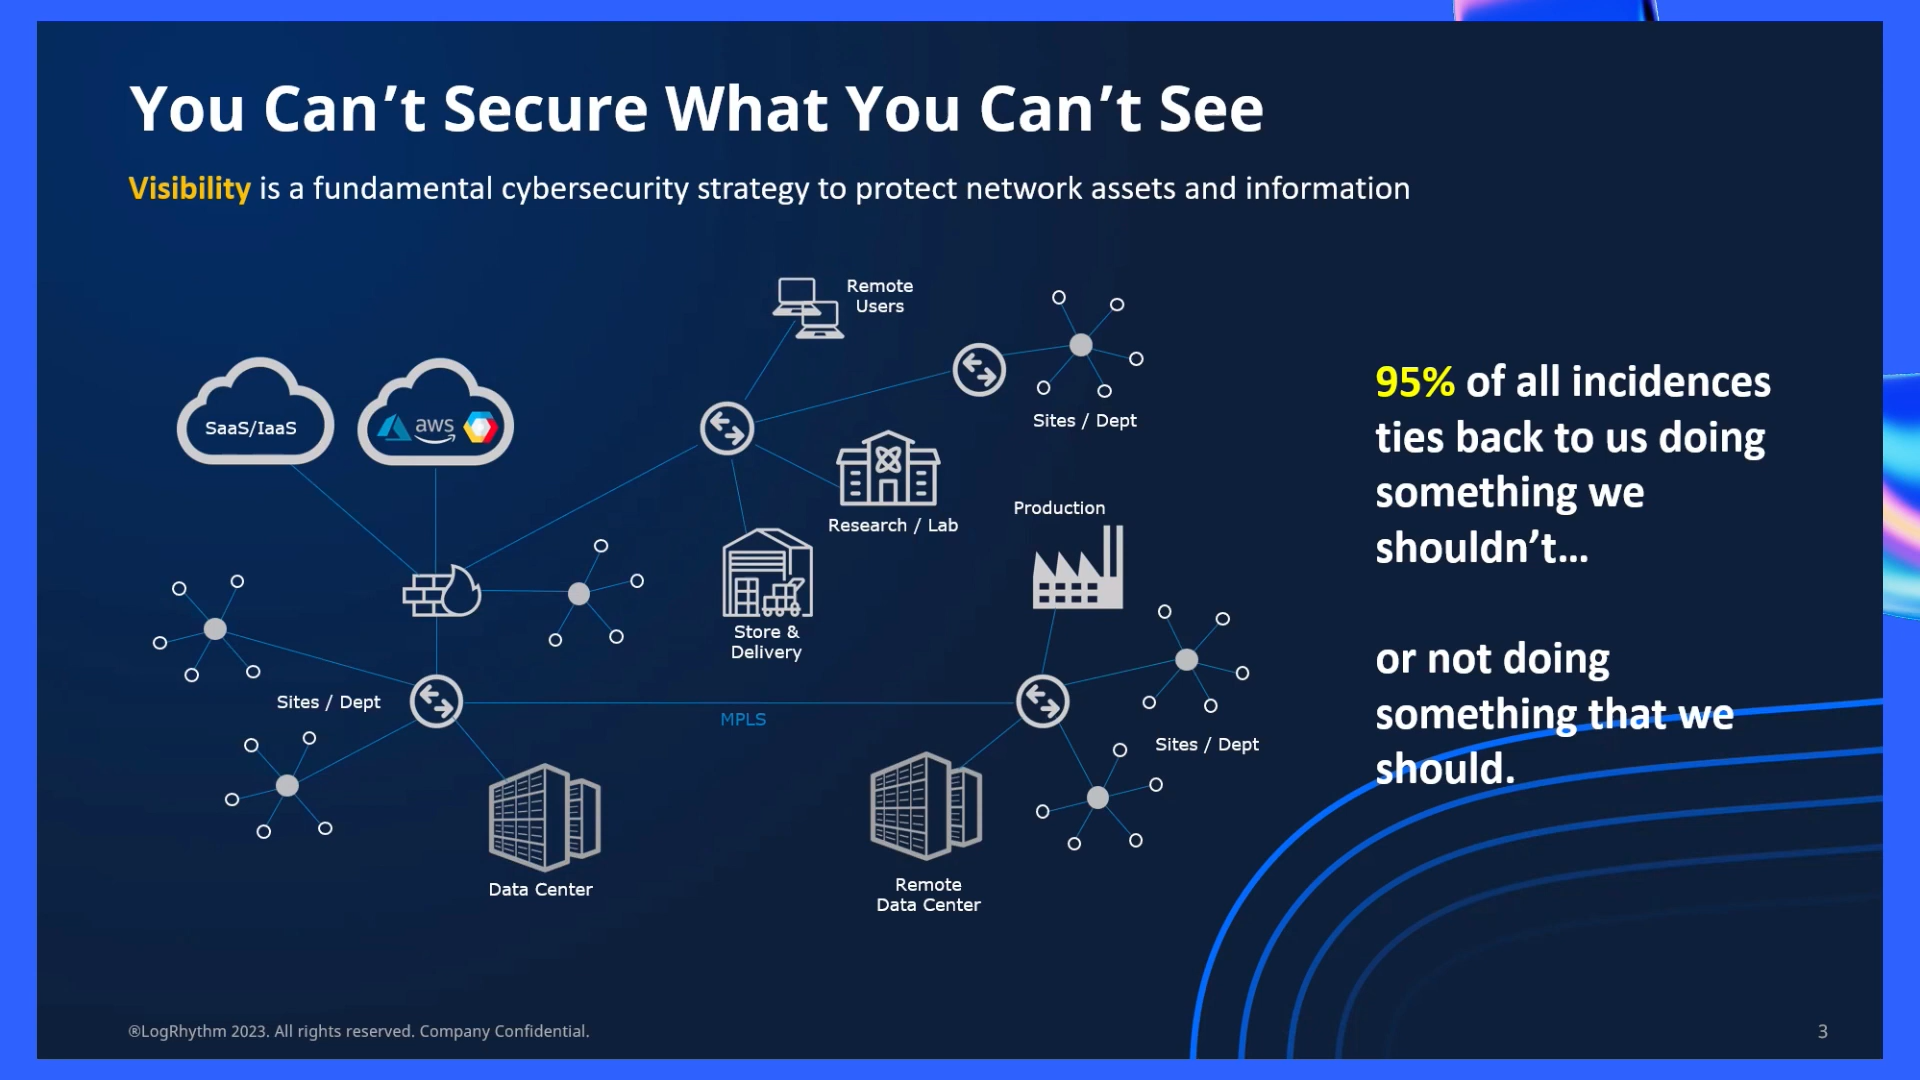 You Can't Secure What You Can't See
Visibility is a fundamental cybersecurity strategy to protect network assets and information
Remote
Users
SaaS/IaaS
aws
Sites / Dept
Research / Lab
Production
Store &
Delivery
Sites / Dept
MPLS
Sites / Dept
Data Center
Remote
Data Center
95% of all incidences
ties back to us doing
something we
shouldn't...
or not doing
something that we
should.
®LogRhythm 2023. All rights reserved. Company Confidential.
3